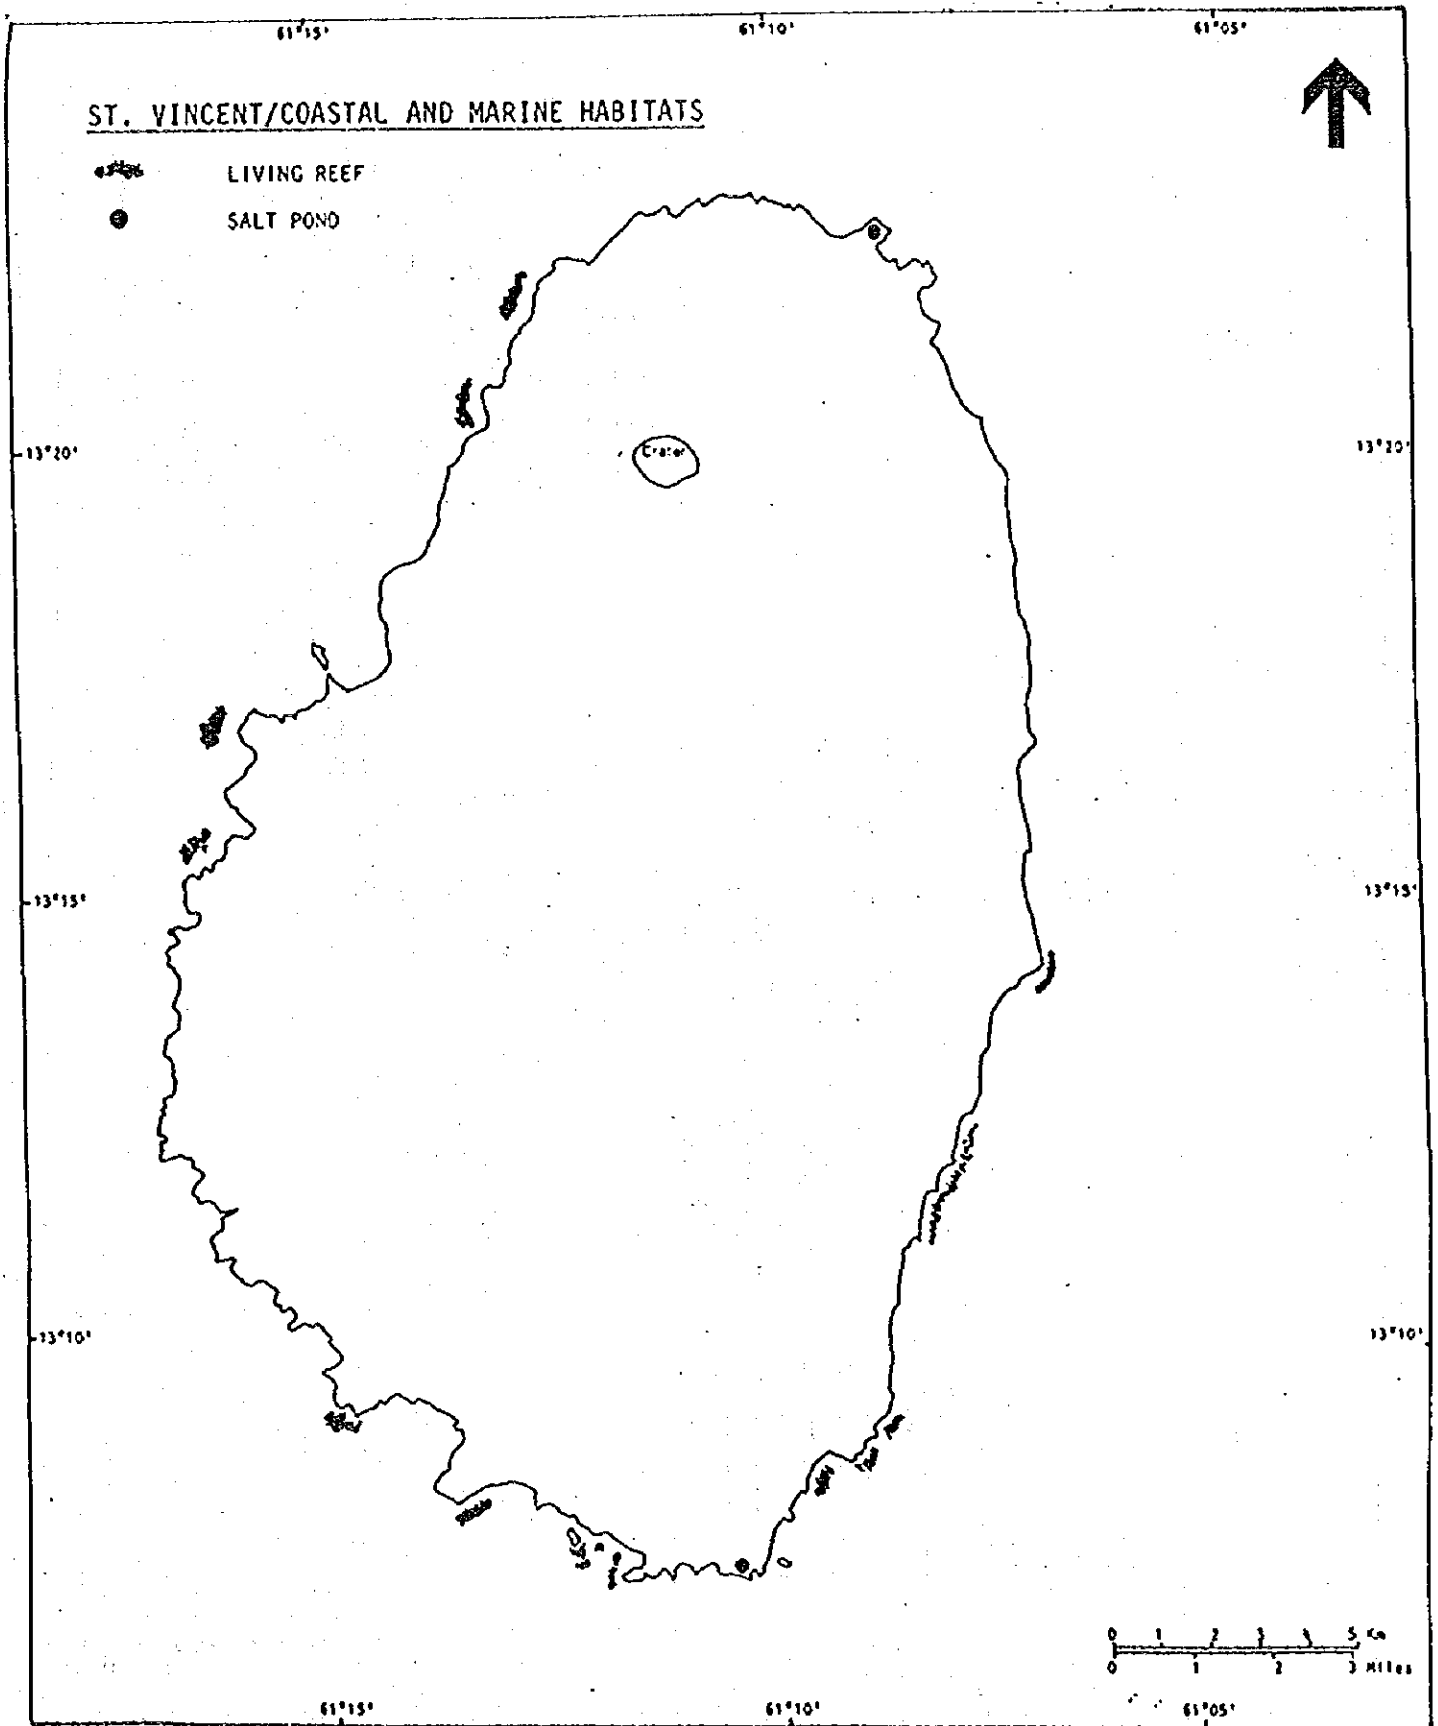 61°15' 61°10' 61°05'
ST. VINCENT/COASTAL AND MARINE HABITATS
LIVING REEF
SALT POND
Crater
13°20' 13°20'
13°15' 13°15'
13°10' 13°10'
0 1 2 3 4 5 Km
0 1 2 3 Miles
61°15' 61°10' 61°05'